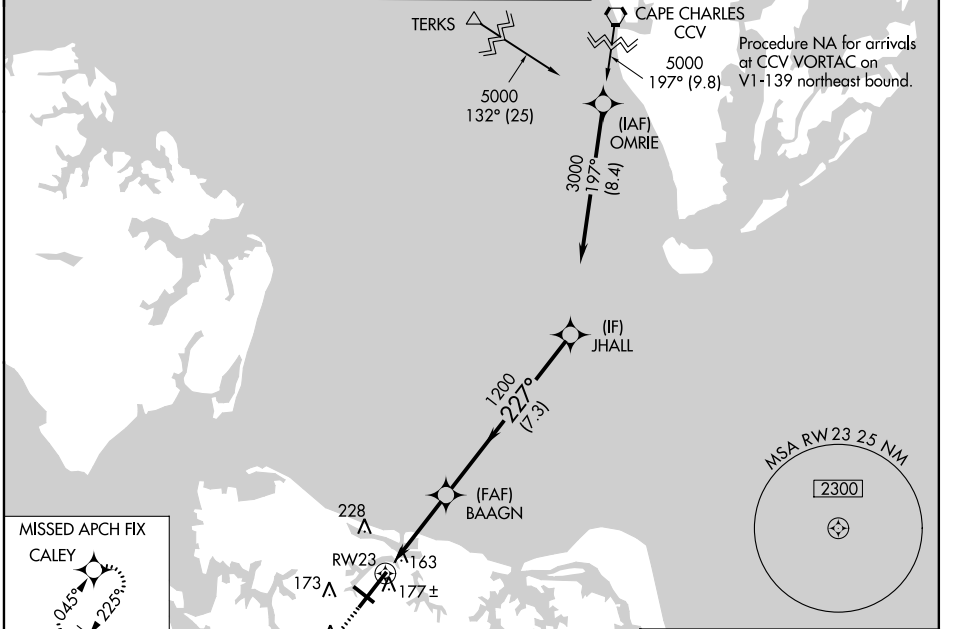 TERKS
CAPE CHARLES
CCV
Procedure NA for arrivals
at CCV VORTAC on
V1-139 northeast bound.
5000
197° (9.8)
5000
132° (25)
(IAF)
OMRIE
3000
197°
(8.4)
(IF)
JHALL
1200
227°
(7.3)
MSA RW23 25 NM
2300
(FAF)
BAAGN
228
RW23
163
173
177±
MISSED APCH FIX
CALEY
045°
225°